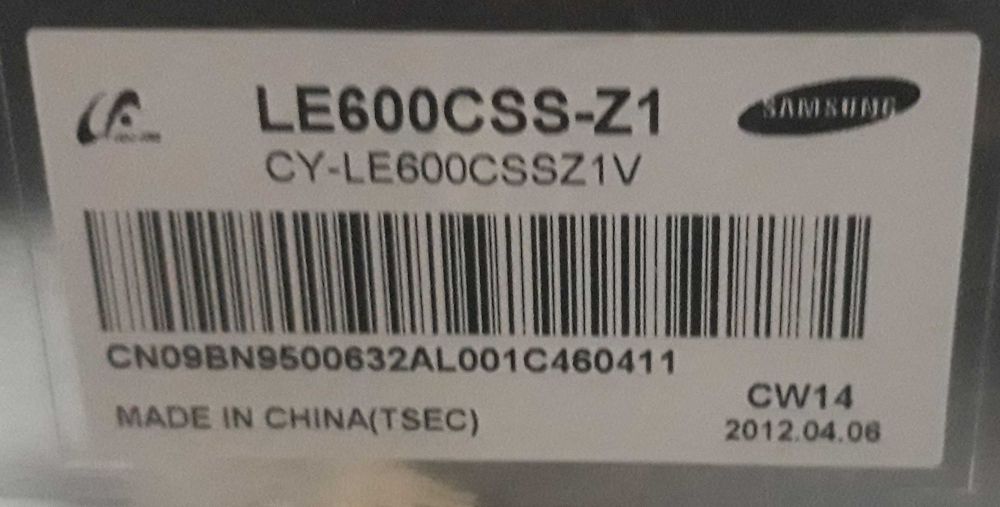 LE600CSS-Z1
SAMSUNG
CY-LE600CSSZ1V
CN09BN9500632AL001C460411
CW14
MADE IN CHINA(TSEC)
2012.04.06